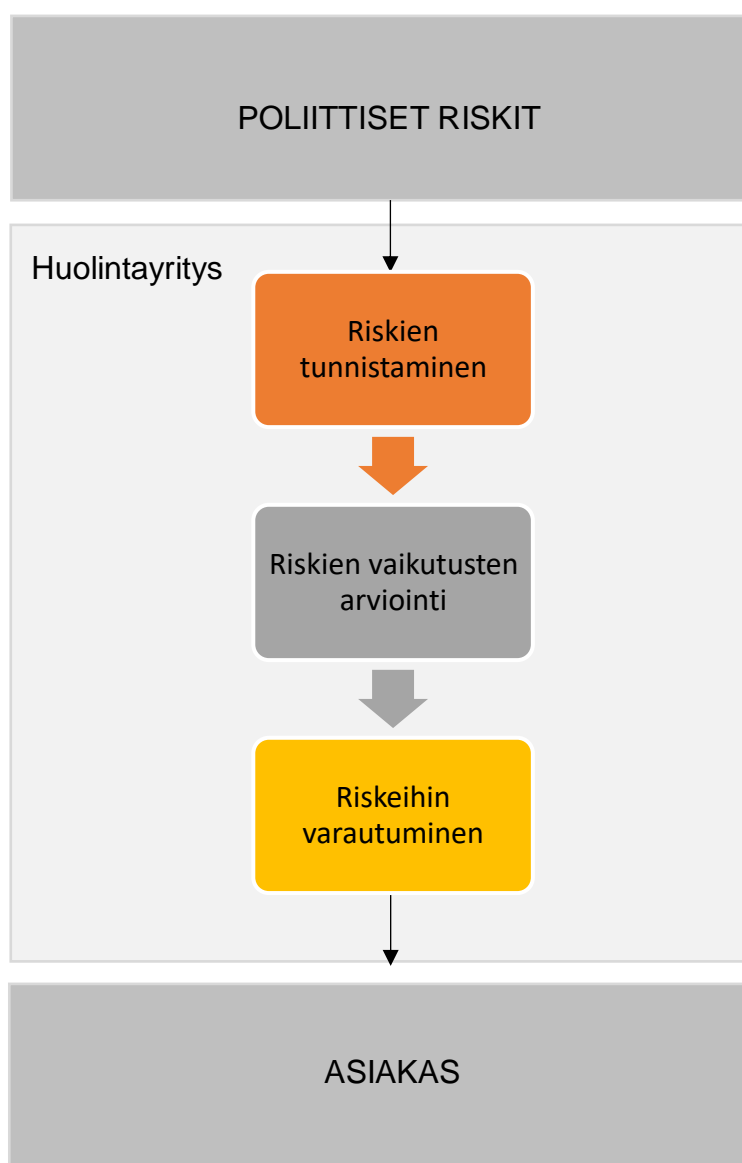 POLIITTISET RISKIT
Huolintayritys
Riskien
tunnistaminen
Riskien vaikutusten
arviointi
Riskeihin
varautuminen
ASIAKAS